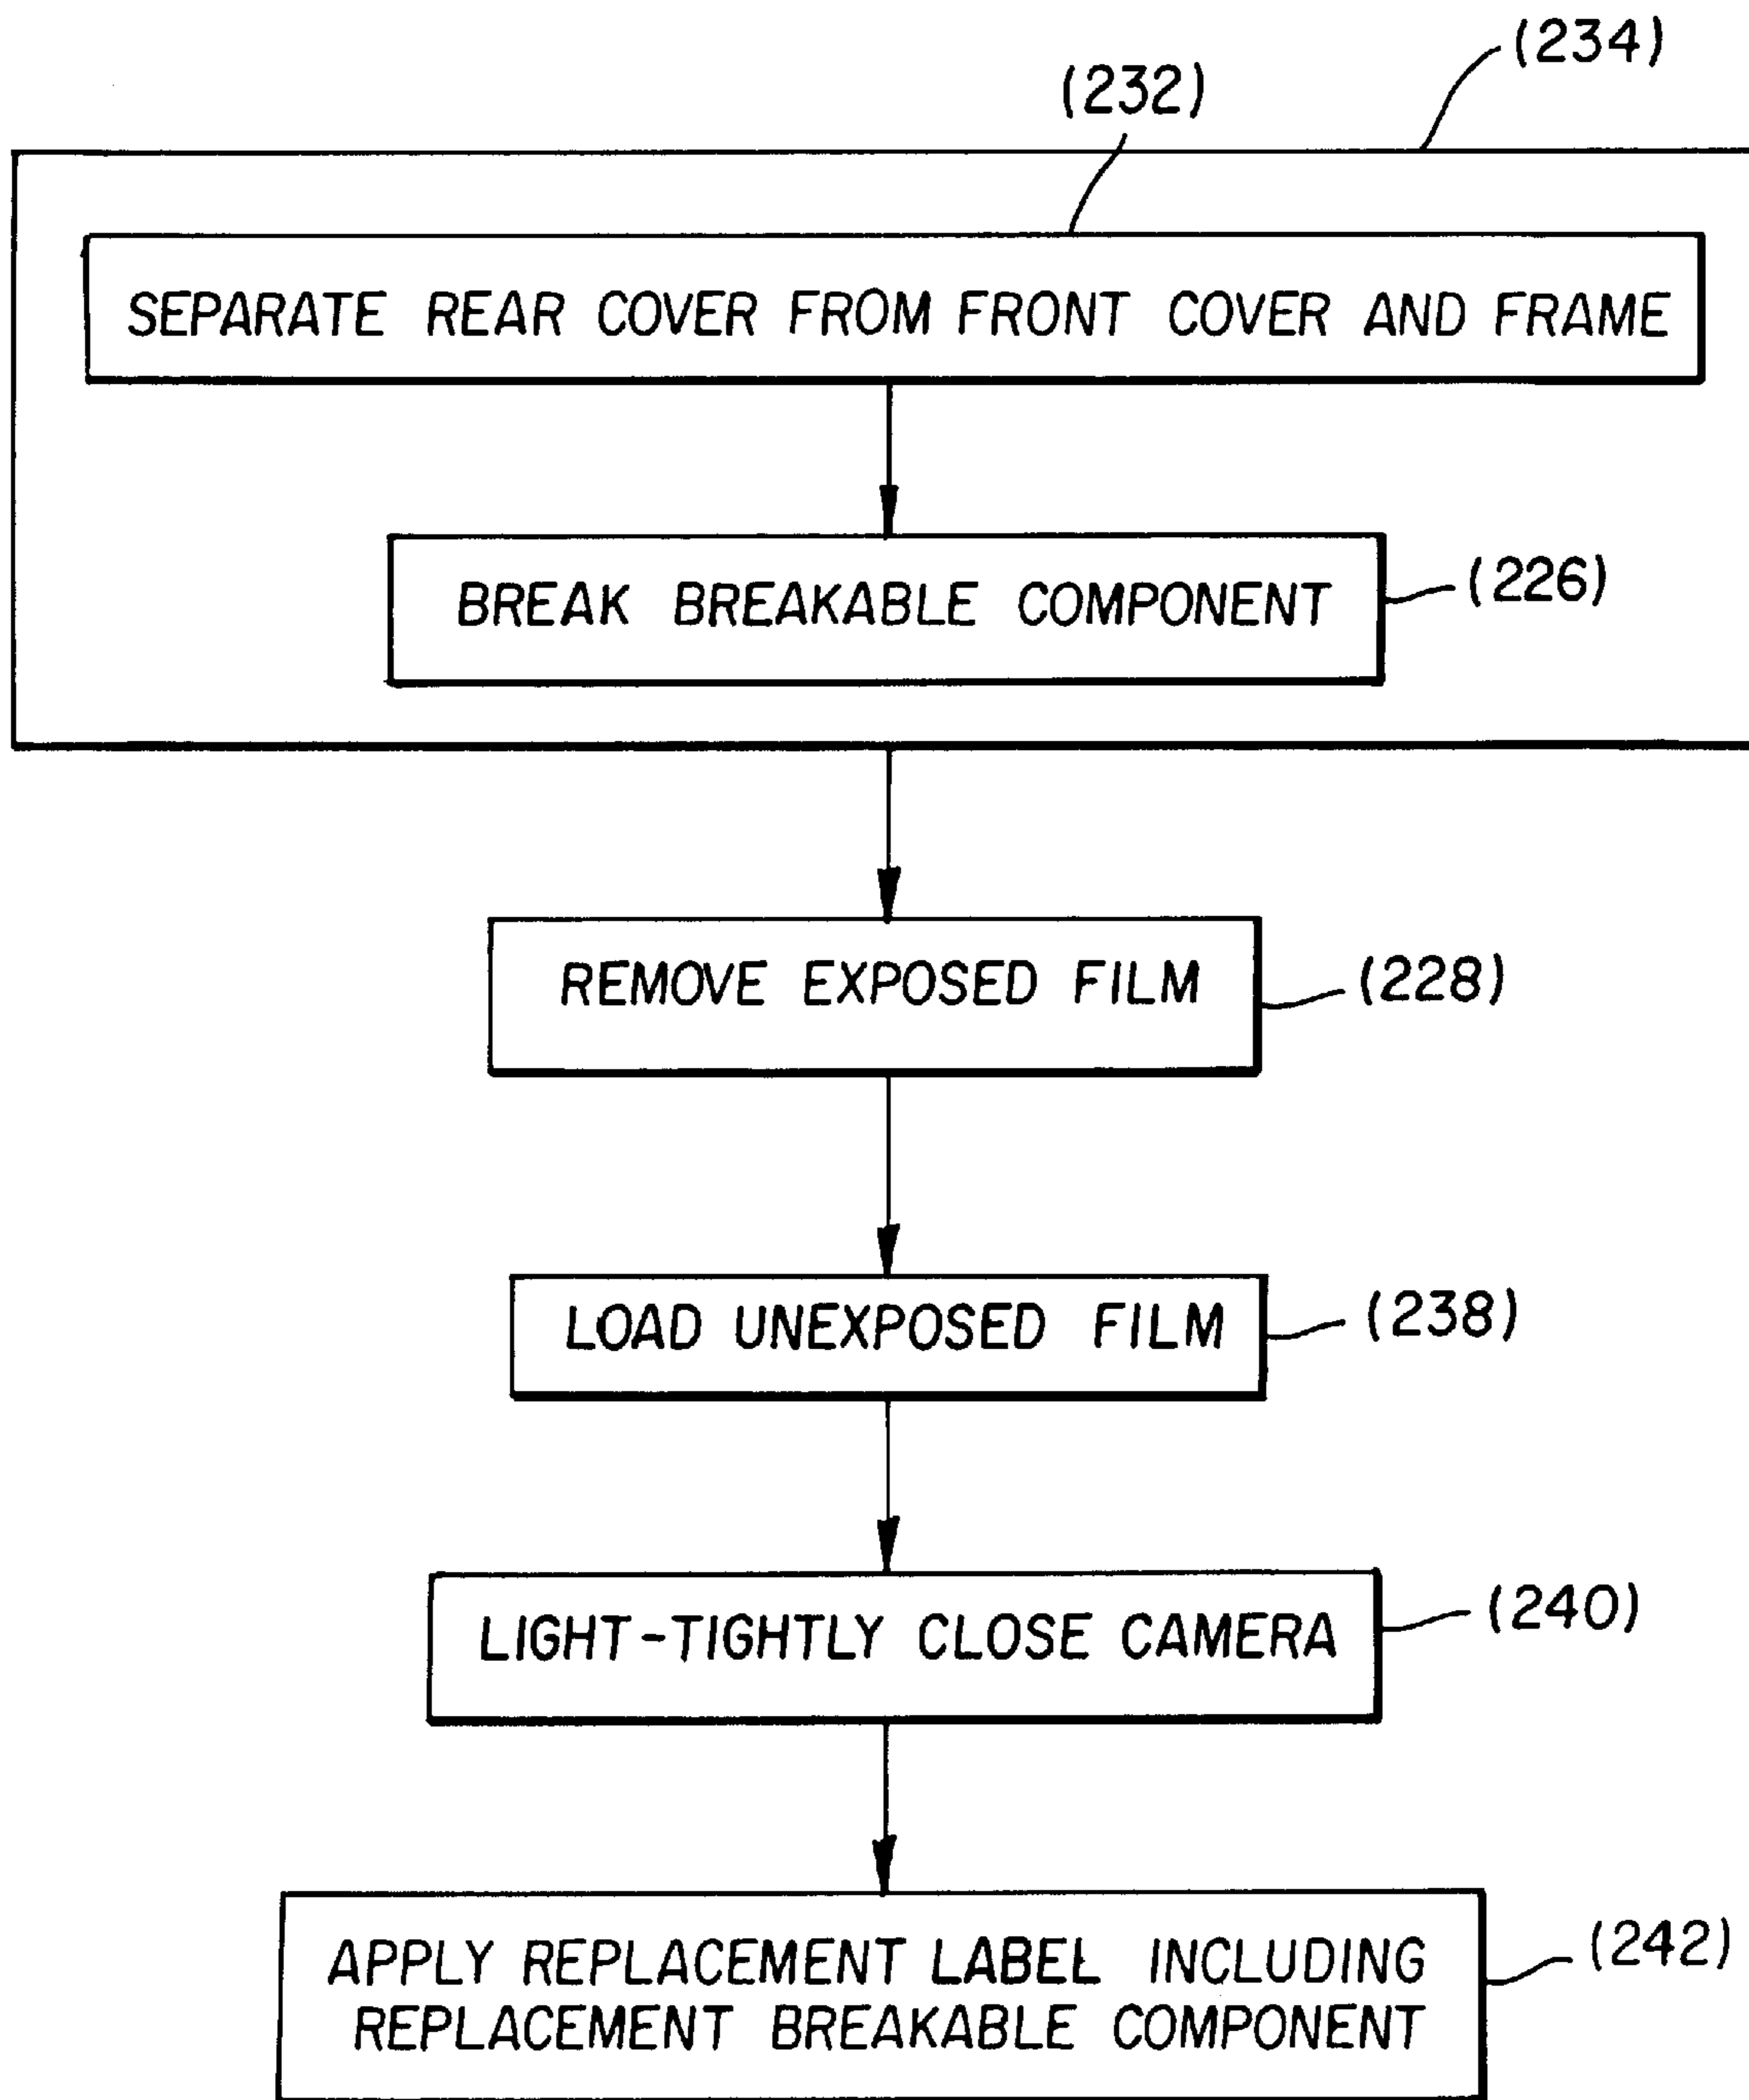 (234)
(232)
SEPARATE REAR COVER FROM FRONT COVER AND FRAME
BREAK BREAKABLE COMPONENT
(226)
REMOVE EXPOSED FILM
(228)
LOAD UNEXPOSED FILM
(238)
LIGHT-TIGHTLY CLOSE CAMERA
(240)
APPLY REPLACEMENT LABEL INCLUDING
REPLACEMENT BREAKABLE COMPONENT
(242)